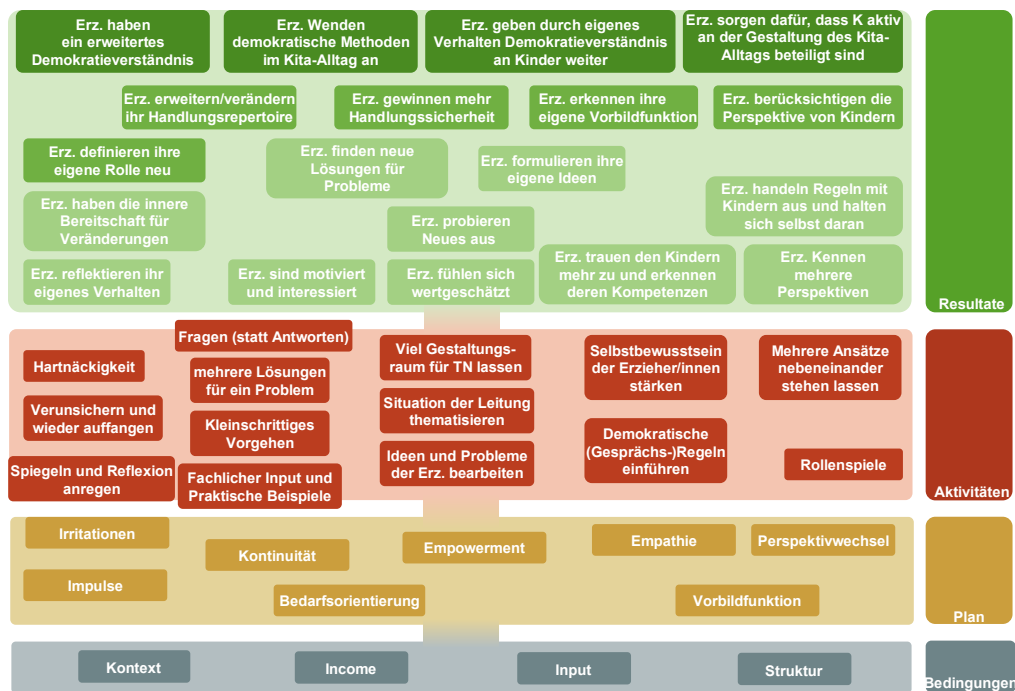 Erz. haben
ein erweitertes
Demokratieverständnis
Erz. Wenden
demokratische Methoden
im Kita-Alltag an
Erz. geben durch eigenes
Verhalten Demokratieverständnis
an Kinder weiter
Erz. sorgen dafür, dass K aktiv
an der Gestaltung des Kita-
Alltags beteiligt sind
Erz. erweitern/verändern
ihr Handlungsrepertoire
Erz. gewinnen mehr
Handlungssicherheit
Erz. erkennen ihre
eigene Vorbildfunktion
Erz. berücksichtigen die
Perspektive von Kindern
Erz. definieren ihre
eigene Rolle neu
Erz. finden neue
Lösungen für
Probleme
Erz. formulieren ihre
eigene Ideen
Erz. haben die innere
Bereitschaft für
Veränderungen
Erz. probieren
Neues aus
Erz. handeln Regeln mit
Kindern aus und halten
sich selbst daran
Erz. reflektieren ihr
eigenes Verhalten
Erz. sind motiviert
und interessiert
Erz. fühlen sich
wertgeschätzt
Erz. trauen den Kindern
mehr zu und erkennen
deren Kompetenzen
Erz. Kennen
mehrere
Perspektiven
Resultate
Fragen (statt Antworten)
Hartnäckigkeit
mehrere Lösungen
für ein Problem
Viel Gestaltungs-
raum für TN lassen
Selbstbewusstsein
der Erzieher/innen
stärken
Mehrere Ansätze
nebeneinander
stehen lassen
Verunsichern und
wieder auffangen
Kleinschrittiges
Vorgehen
Situation der Leitung
thematisieren
Demokratische
(Gesprächs-)Regeln
einführen
Spiegeln und Reflexion
anregen
Fachlicher Input und
Praktische Beispiele
Ideen und Probleme
der Erz. bearbeiten
Rollenspiele
Aktivitäten
Irritationen
Kontinuität
Empowerment
Empathie
Perspektivwechsel
Impulse
Bedarfsorientierung
Vorbildfunktion
Plan
Kontext
Income
Input
Struktur
Bedingungen